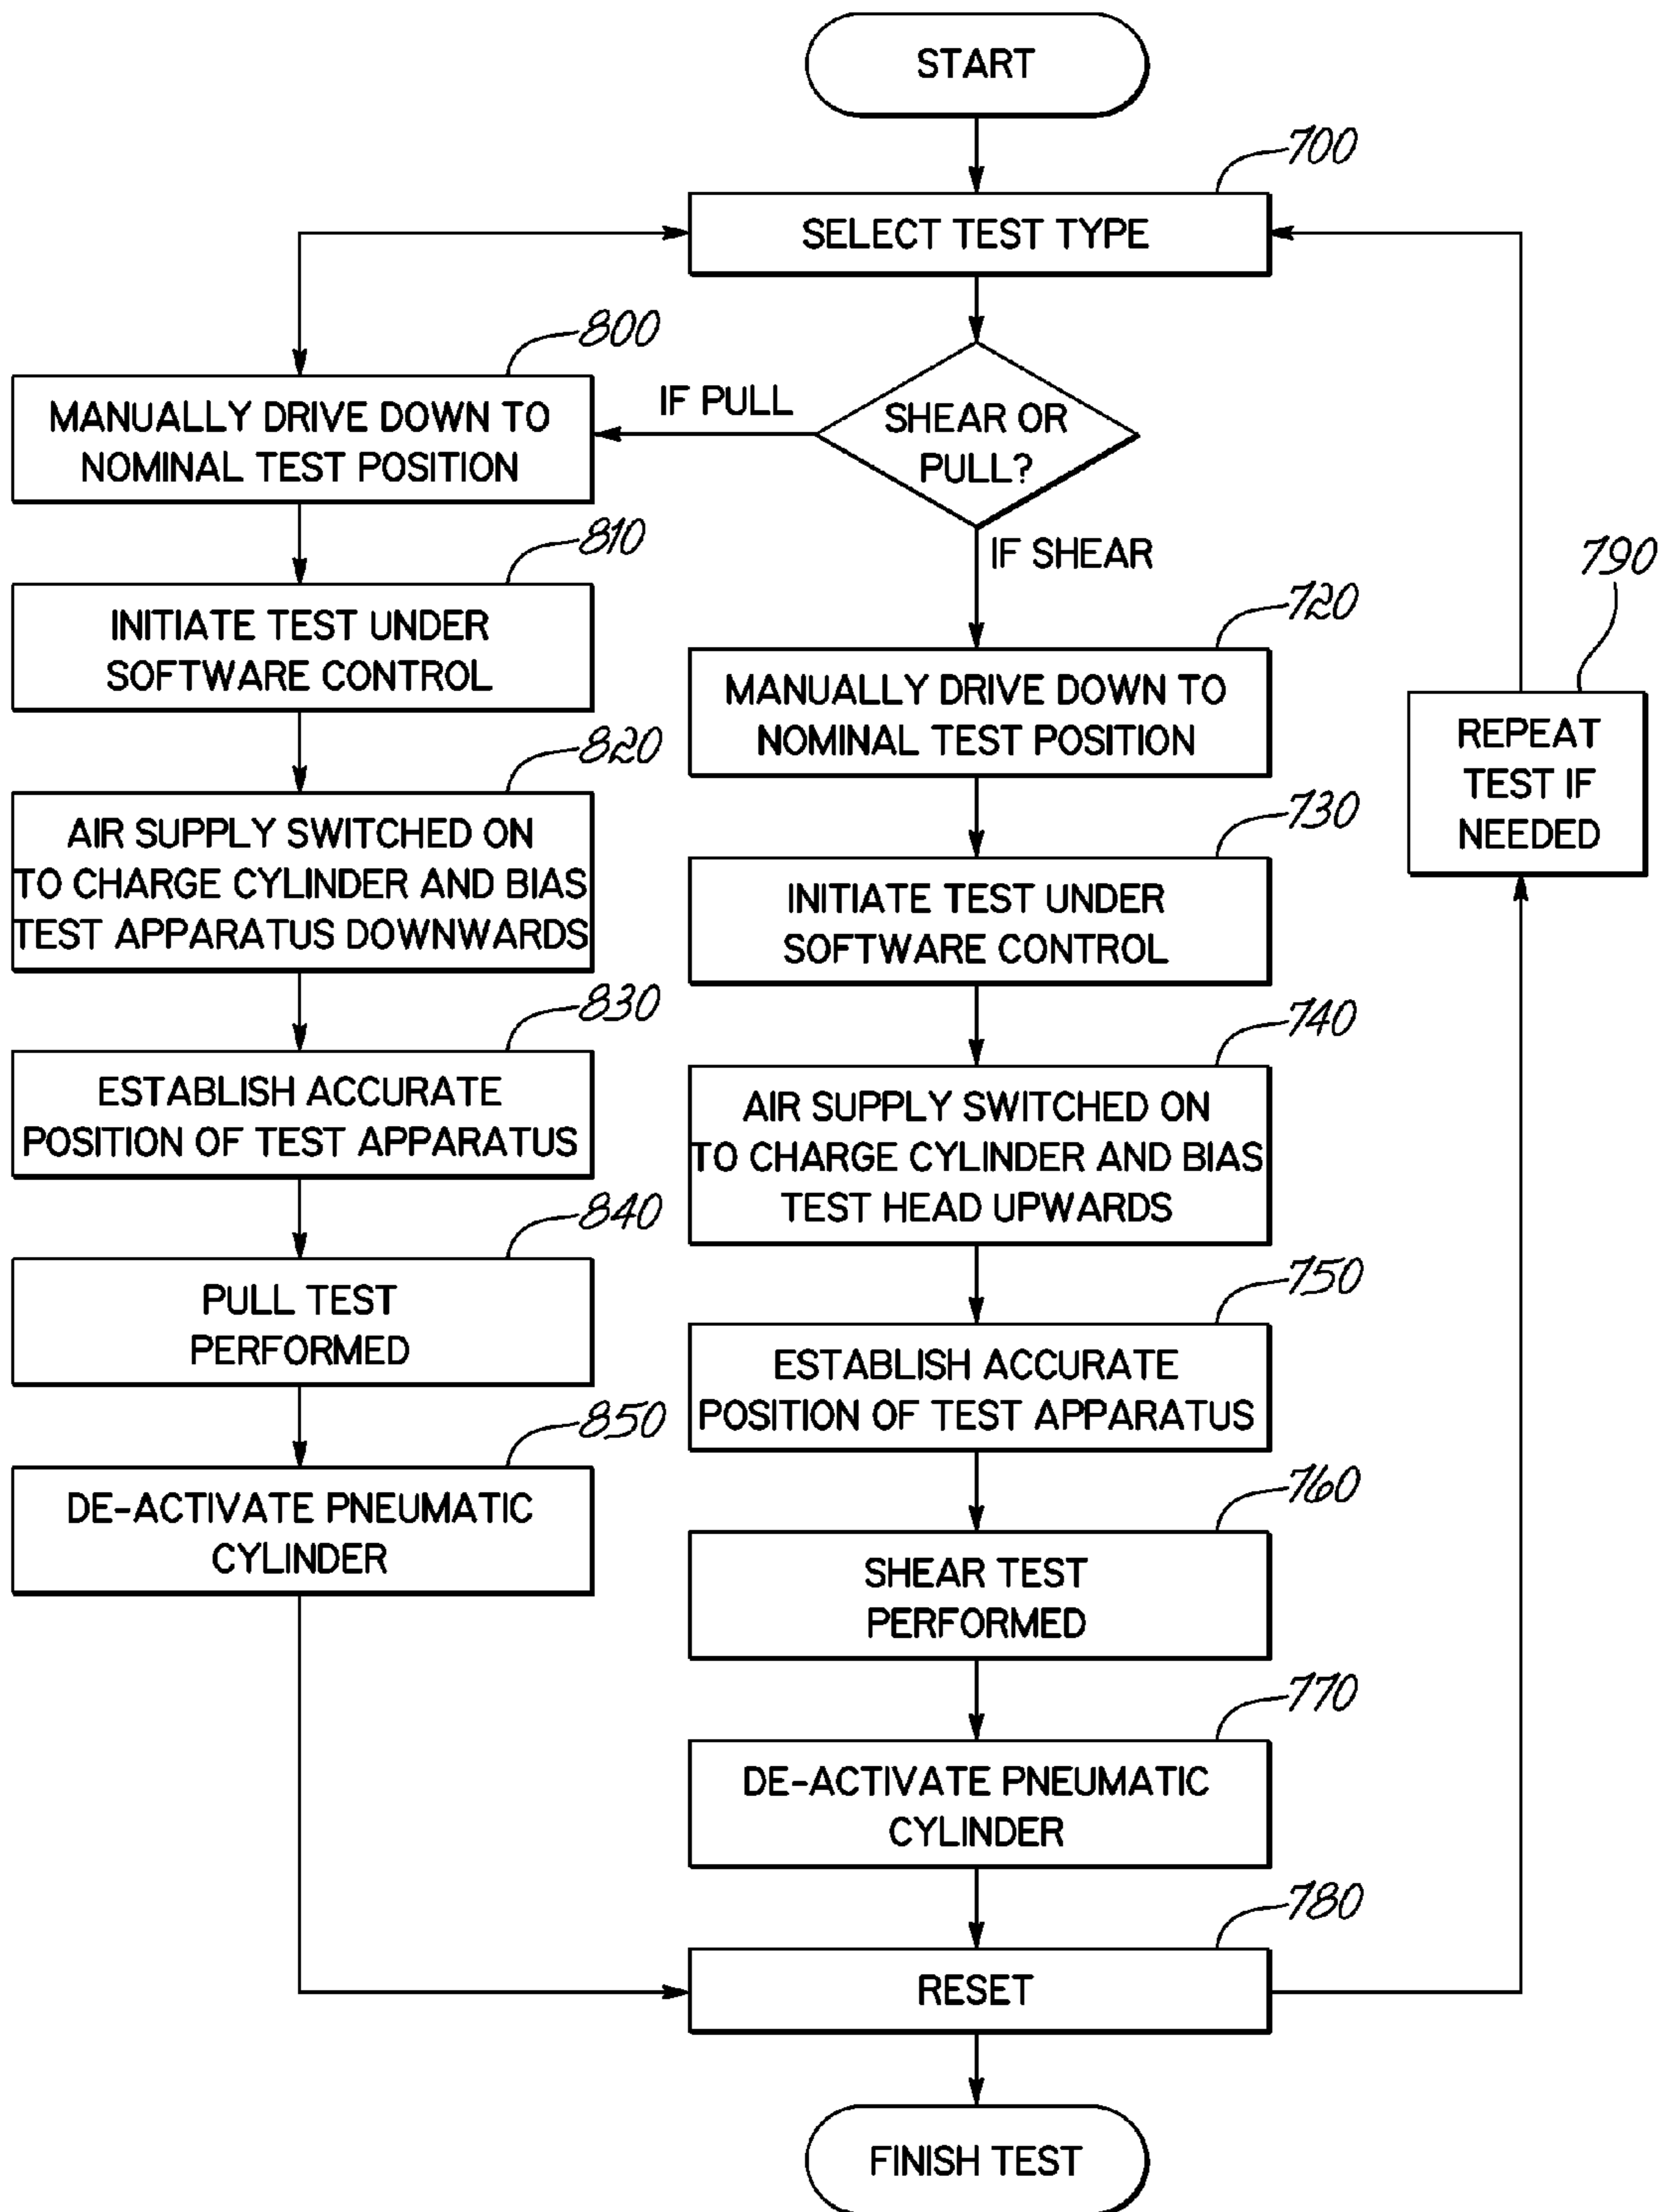 START
700
SELECT TEST TYPE
SHEAR OR
PULL?
IF PULL
IF SHEAR
800
MANUALLY DRIVE DOWN TO
NOMINAL TEST POSITION
810
INITIATE TEST UNDER
SOFTWARE CONTROL
820
AIR SUPPLY SWITCHED ON
TO CHARGE CYLINDER AND BIAS
TEST APPARATUS DOWNWARDS
830
ESTABLISH ACCURATE
POSITION OF TEST APPARATUS
840
PULL TEST
PERFORMED
850
DE-ACTIVATE PNEUMATIC
CYLINDER
720
MANUALLY DRIVE DOWN TO
NOMINAL TEST POSITION
730
INITIATE TEST UNDER
SOFTWARE CONTROL
740
AIR SUPPLY SWITCHED ON
TO CHARGE CYLINDER AND BIAS
TEST HEAD UPWARDS
750
ESTABLISH ACCURATE
POSITION OF TEST APPARATUS
760
SHEAR TEST
PERFORMED
770
DE-ACTIVATE PNEUMATIC
CYLINDER
780
RESET
790
REPEAT
TEST IF
NEEDED
FINISH TEST